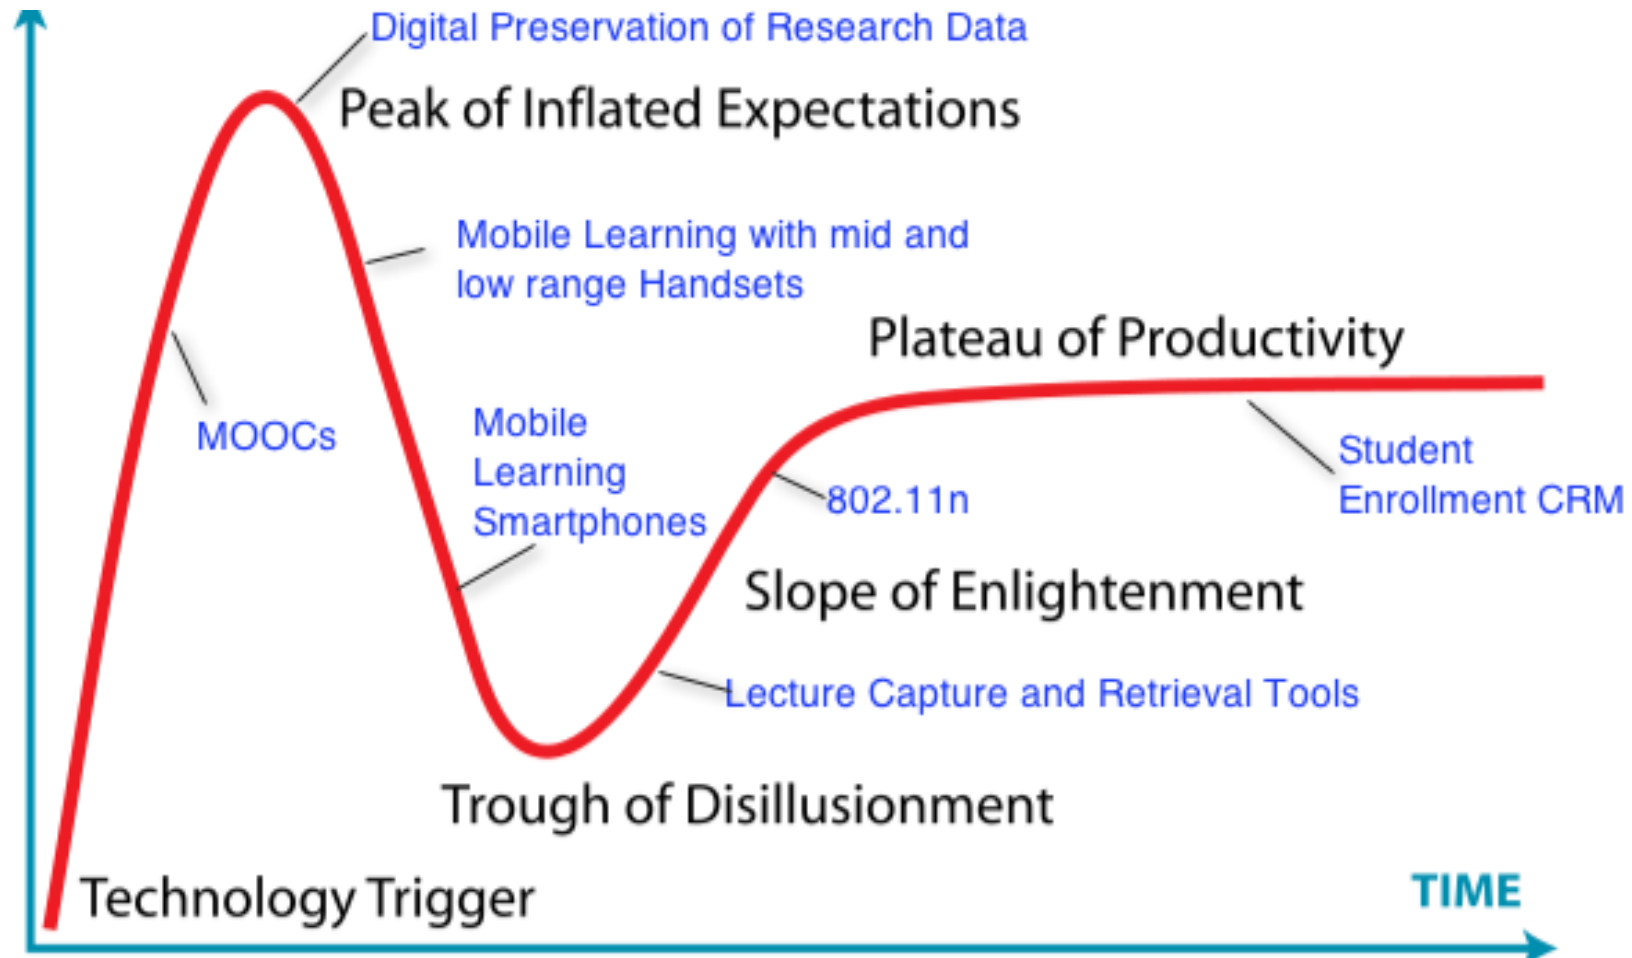 Digital Preservation of Research Data
Peak of Inflated Expectations
Mobile Learning with mid and
low range Handsets
Plateau of Productivity
MOOCs
Mobile
Learning
Smartphones
Student
Enrollment CRM
802.11n
Slope of Enlightenment
Lecture Capture and Retrieval Tools
Trough of Disillusionment
Technology Trigger
TIME